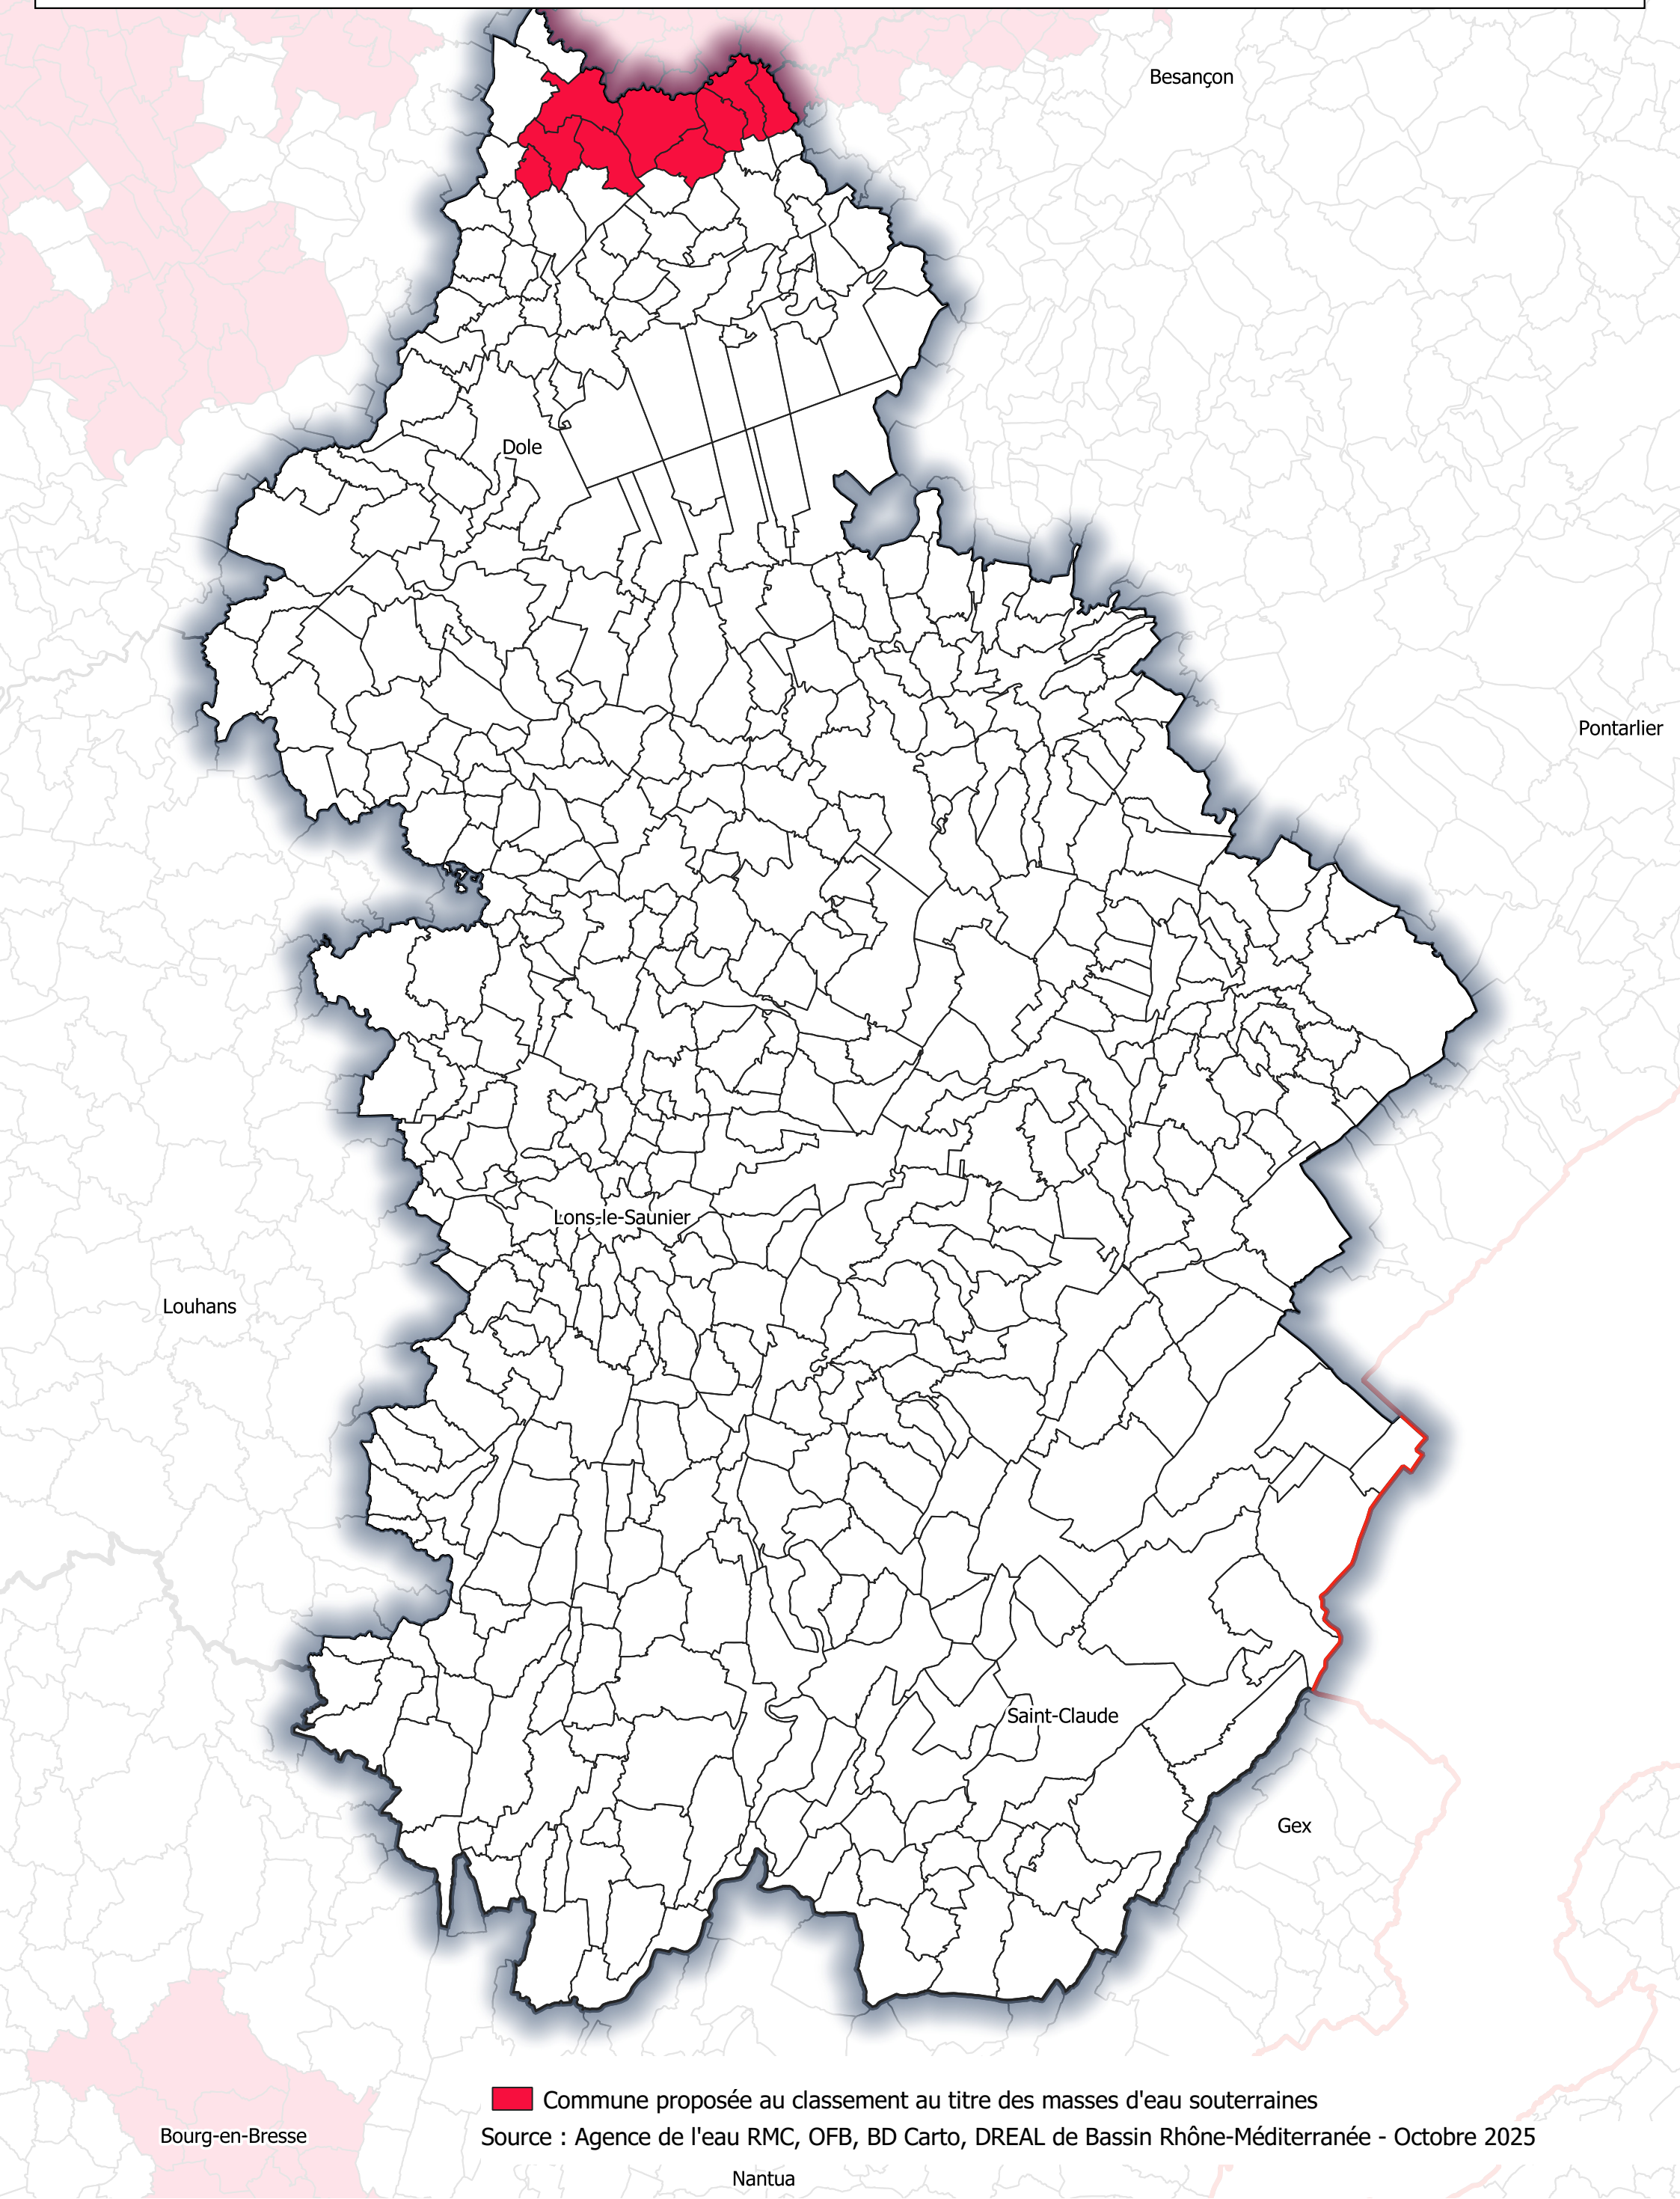 Besançon
Dole
Pontarlier
Lons-le-Saunier
Louhans
Saint-Claude
Gex
Commune proposée au classement au titre des masses d'eau souterraines
Bourg-en-Bresse
Source : Agence de l'eau RMC, OFB, BD Carto, DREAL de Bassin Rhône-Méditerranée - Octobre 2025
Nantua